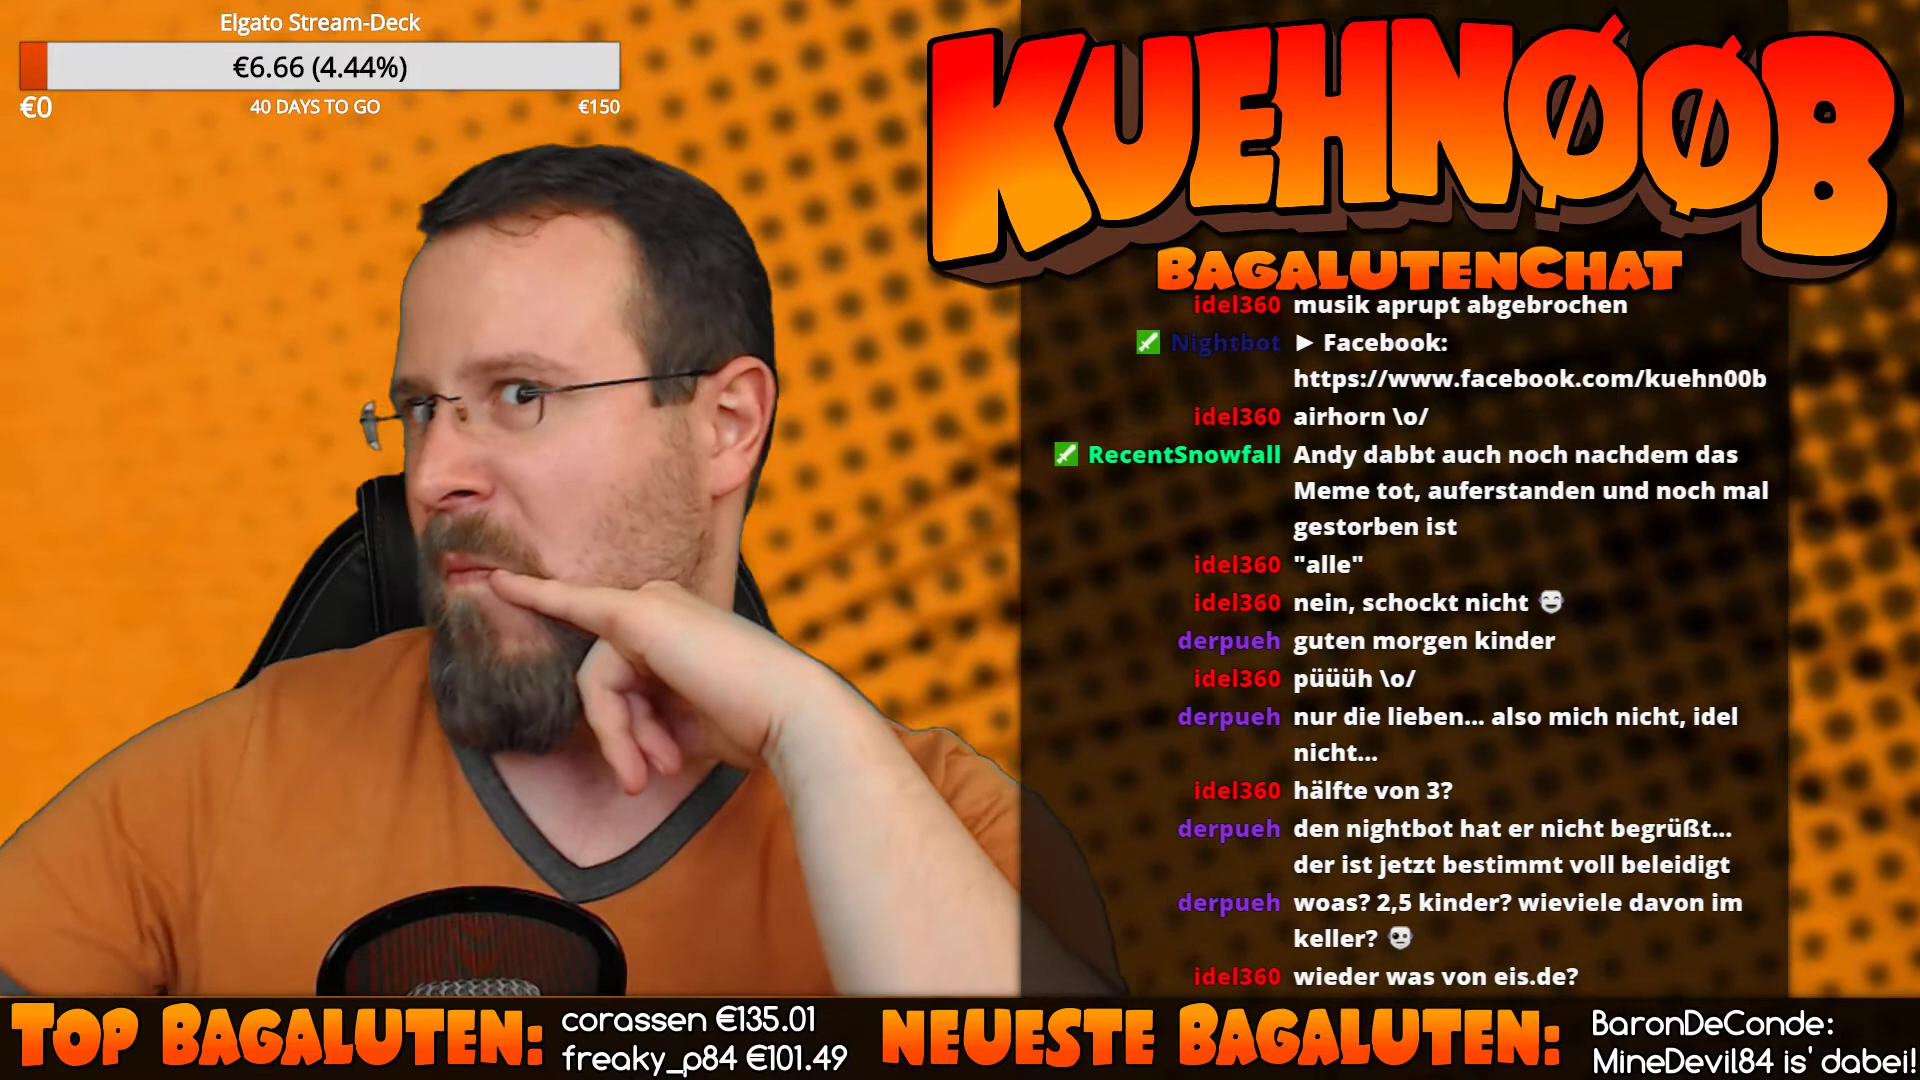 Elgato Stream-Deck
€6.66 (4.44%)
€0
40 DAYS TO GO
€150
KUEHNØØB
BAGALUTENCHAT
idel360 musik aprupt abgebrochen
Nightbot ► Facebook:
https://www.facebook.com/kuehn00b
idel360 airhorn \o/
RecentSnowfall Andy dabbt auch noch nachdem das
Meme tot, auferstanden und noch mal
gestorben ist
idel360 "alle"
idel360 nein, schockt nicht
derpueh guten morgen kinder
idel360 püüüh \o/
derpueh nur die lieben... also mich nicht, idel
nicht...
idel360 hälfte von 3?
derpueh den nightbot hat er nicht begrüßt...
der ist jetzt bestimmt voll beleidigt
derpueh woas? 2,5 kinder? wieviele davon im
keller?
idel360 wieder was von eis.de?
TOP BAGALUTEN:
corassen €135.01
freaky_p84 €101.49
NEUESTE BAGALUTEN:
BaronDeConde:
MineDevil84 is' dabei!